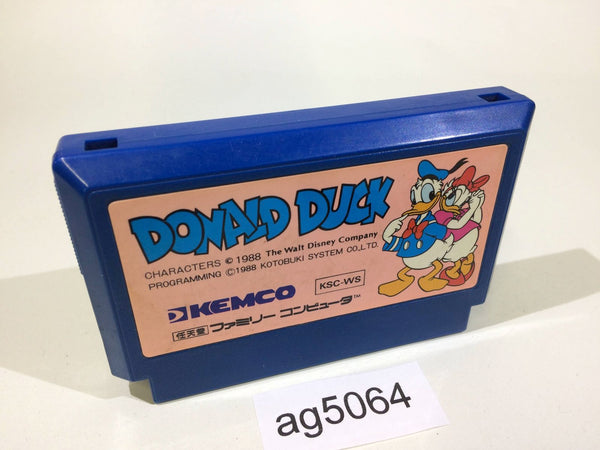 DONALD DUCK
CHARACTERS © 1988 The Walt Disney Company
PROGRAMMING ©1988 KOTOBUKI SYSTEM CO.,LTD.
KEMCO
KSC-WS
任天堂 ファミリー コンピュータ™
ag5064